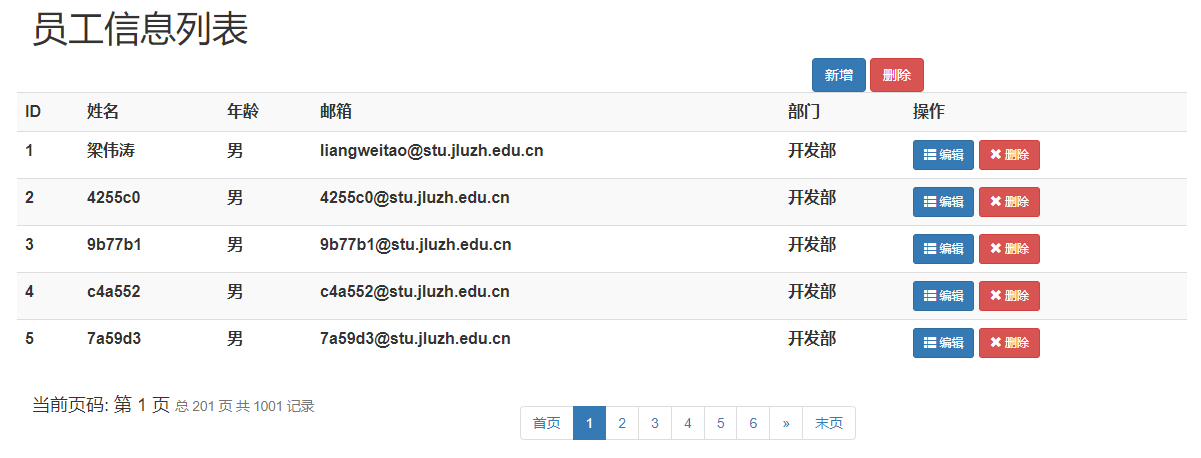 员工信息列表
新增 删除
ID 姓名 年龄 邮箱 部门 操作
1 梁伟涛 男 liangweitao@stu.jluzh.edu.cn 开发部 编辑 删除
2 4255c0 男 4255c0@stu.jluzh.edu.cn 开发部 编辑 删除
3 9b77b1 男 9b77b1@stu.jluzh.edu.cn 开发部 编辑 删除
4 c4a552 男 c4a552@stu.jluzh.edu.cn 开发部 编辑 删除
5 7a59d3 男 7a59d3@stu.jluzh.edu.cn 开发部 编辑 删除
当前页码: 第 1 页 总 201 页 共 1001 记录
首页 1 2 3 4 5 6 » 末页